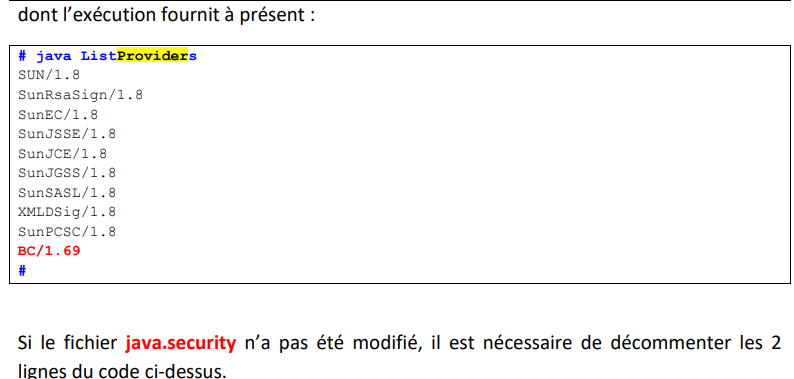 dont l’exécution fournit à présent :
# java ListProviders
SUN/1.8
SunRsaSign/1.8
SunEC/1.8
SunJSSE/1.8
SunJCE/1.8
SunJGSS/1.8
SunSASL/1.8
XMLDSig/1.8
SunPCSC/1.8
BC/1.69
#
Si le fichier java.security n’a pas été modifié, il est nécessaire de décommenter les 2
lignes du code ci-dessus.